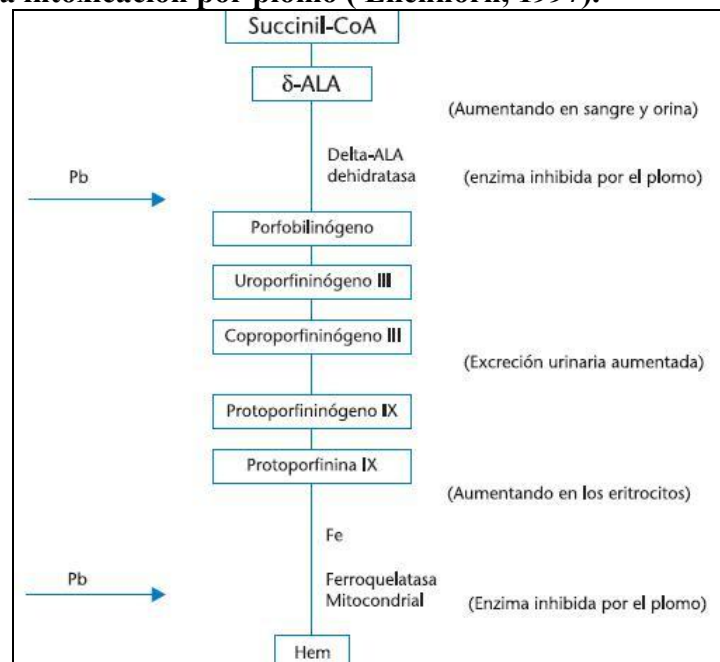 a intoxicación por plomo ( Ellenhorn, 1997).
Succinil-CoA
δ-ALA
(Aumentando en sangre y orina)
Delta-ALA
dehidratasa
Pb
(enzima inhibida por el plomo)
Porfobilinógeno
Uroporfininógeno III
Coproporfininógeno III
(Excreción urinaria aumentada)
Protoporfininógeno IX
Protoporfinina IX
(Aumentando en los eritrocitos)
Fe
Pb
Ferroquelatasa
Mitocondrial
(Enzima inhibida por el plomo)
Hem